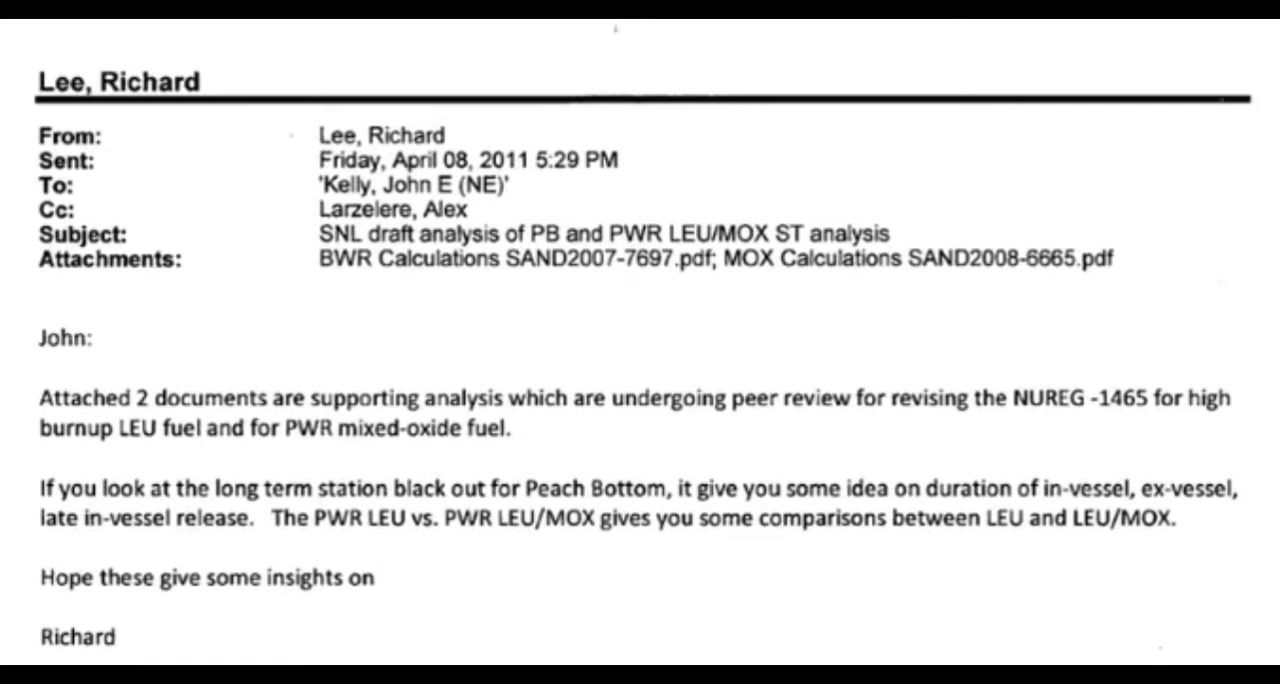 Lee, Richard
From: Lee, Richard
Sent: Friday, April 08, 2011 5:29 PM
To: 'Kelly, John E (NE)'
Cc: Larzelere, Alex
Subject: SNL draft analysis of PB and PWR LEU/MOX ST analysis
Attachments: BWR Calculations SAND2007-7697.pdf; MOX Calculations SAND2008-6665.pdf
John:
Attached 2 documents are supporting analysis which are undergoing peer review for revising the NUREG -1465 for high
burnup LEU fuel and for PWR mixed-oxide fuel.
If you look at the long term station black out for Peach Bottom, it give you some idea on duration of in-vessel, ex-vessel,
late in-vessel release. The PWR LEU vs. PWR LEU/MOX gives you some comparisons between LEU and LEU/MOX.
Hope these give some insights on
Richard